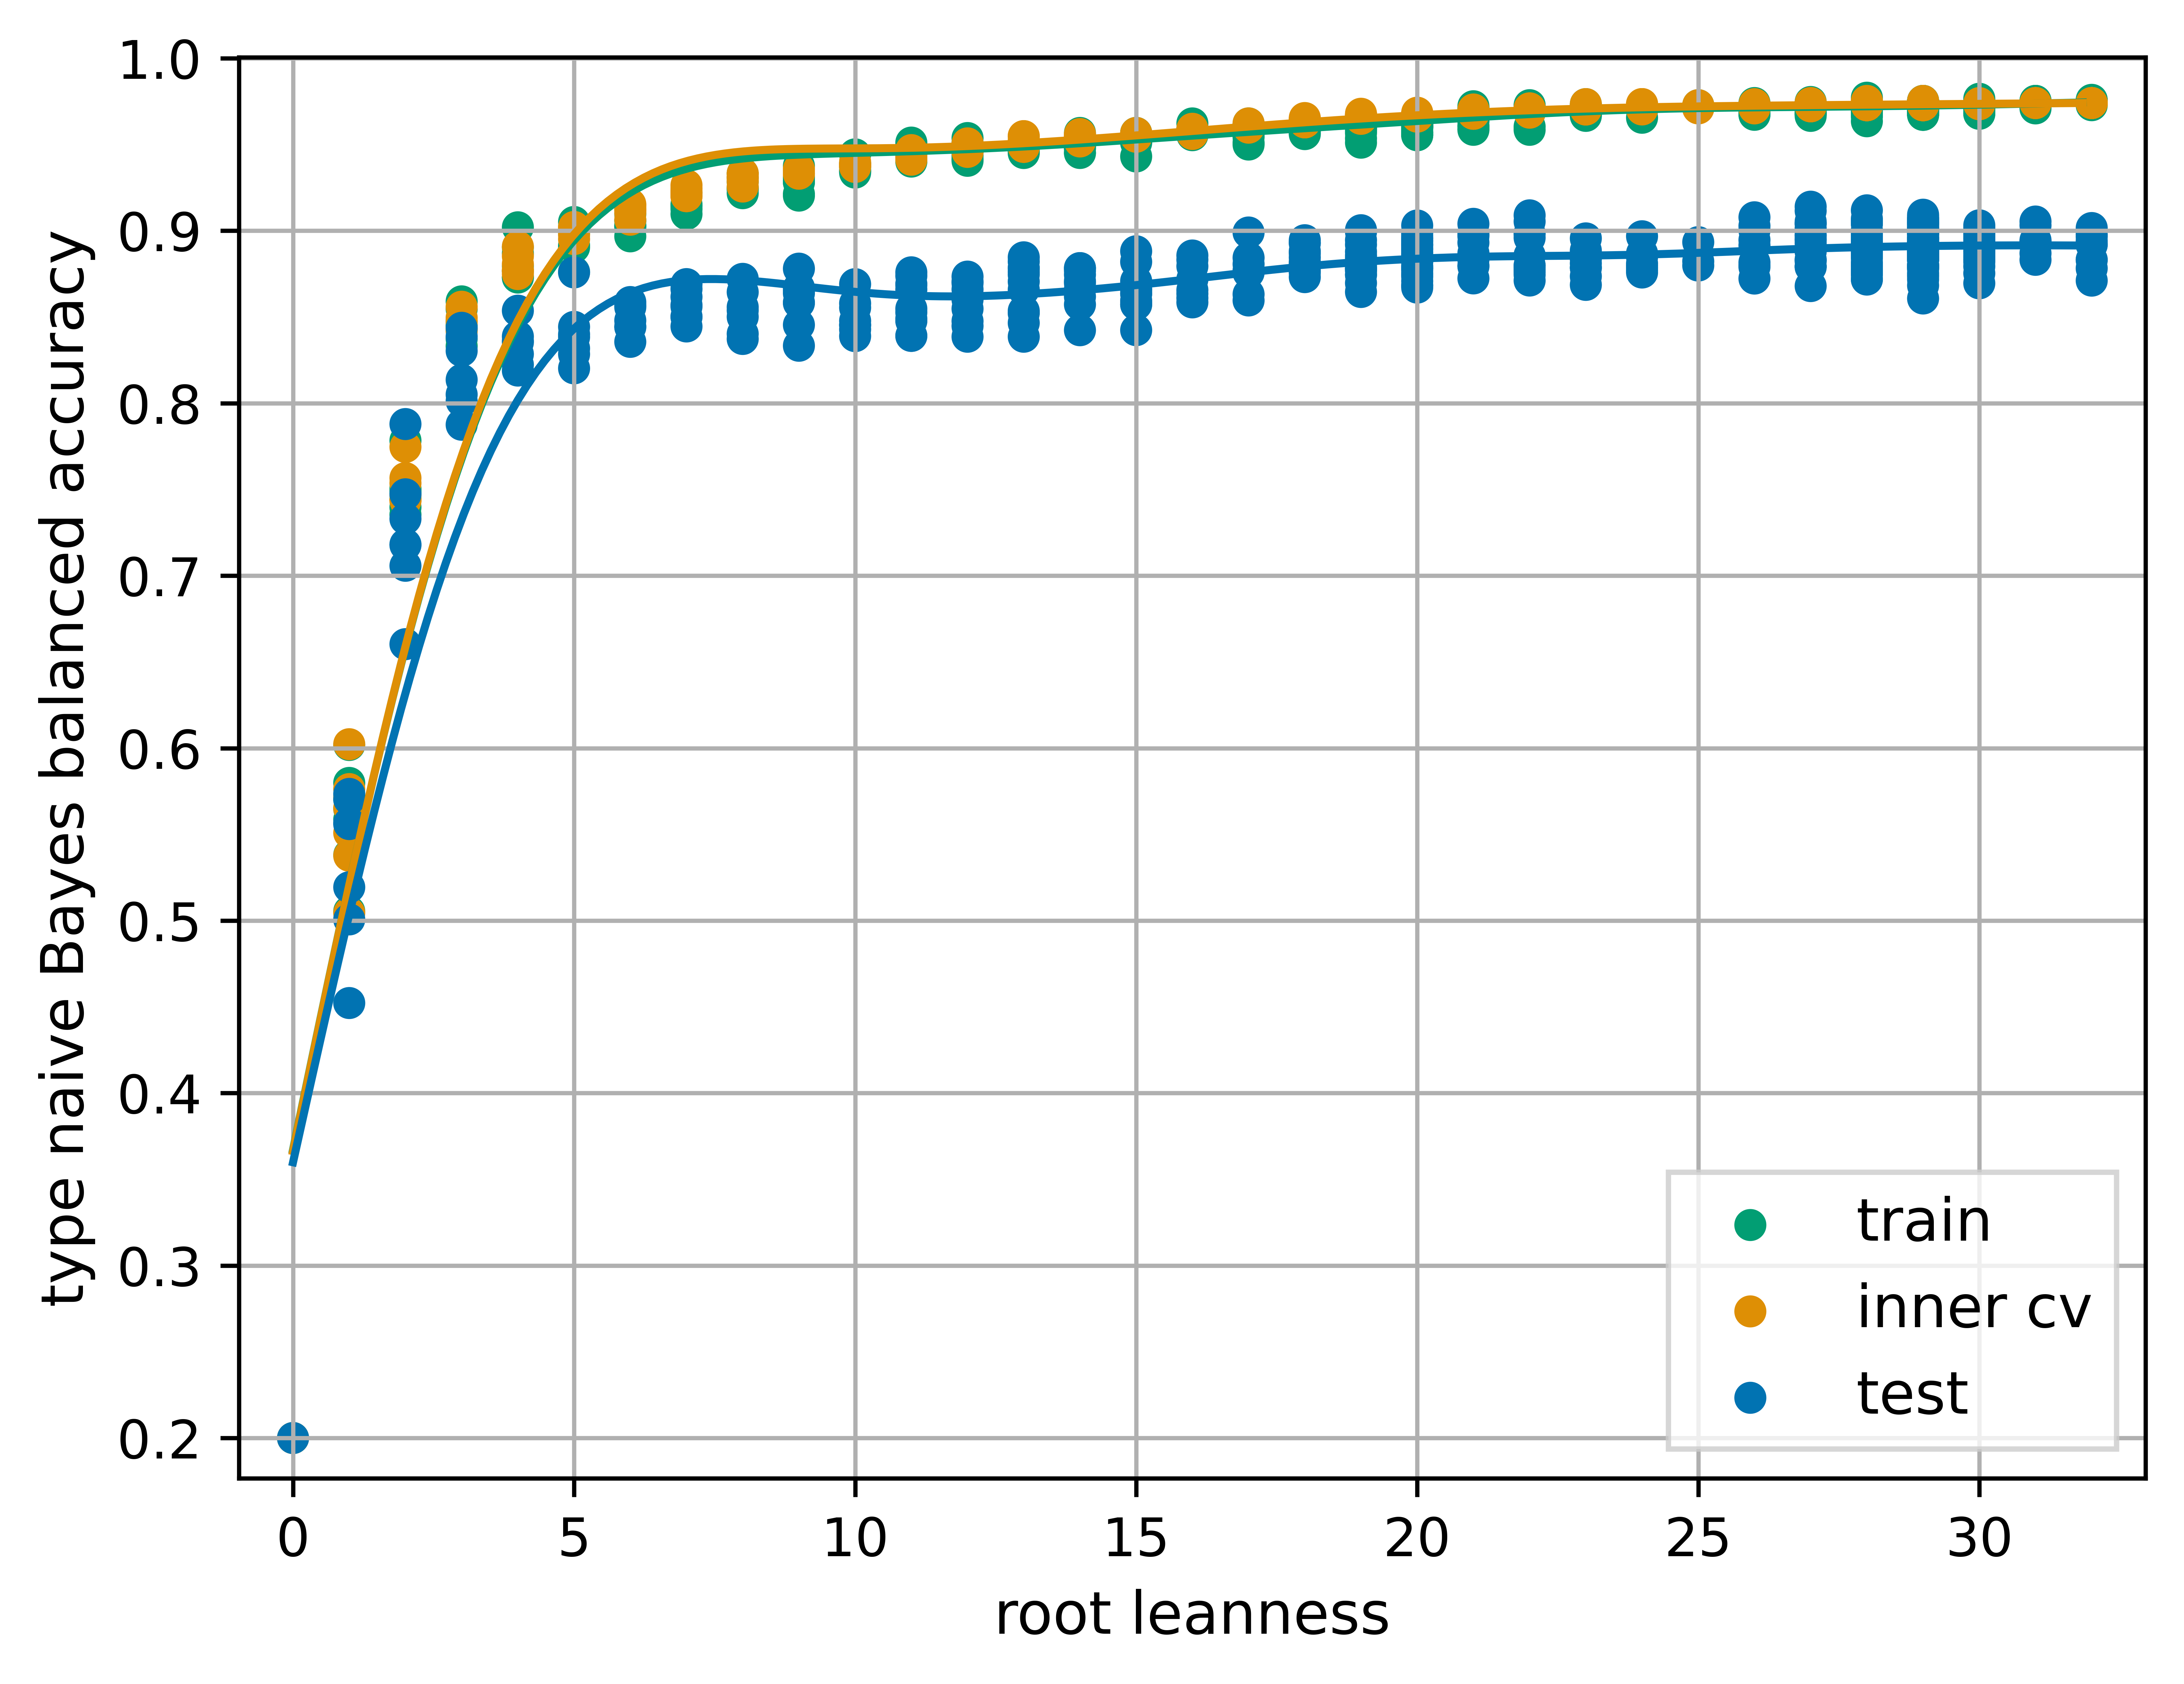 type naive Bayes balanced accuracy
1.0
0.9
0.8
0.7
0.6
0.5
0.4
0.3
0.2
train
inner cv
test
0 5 10 15 20 25 30
root leanness